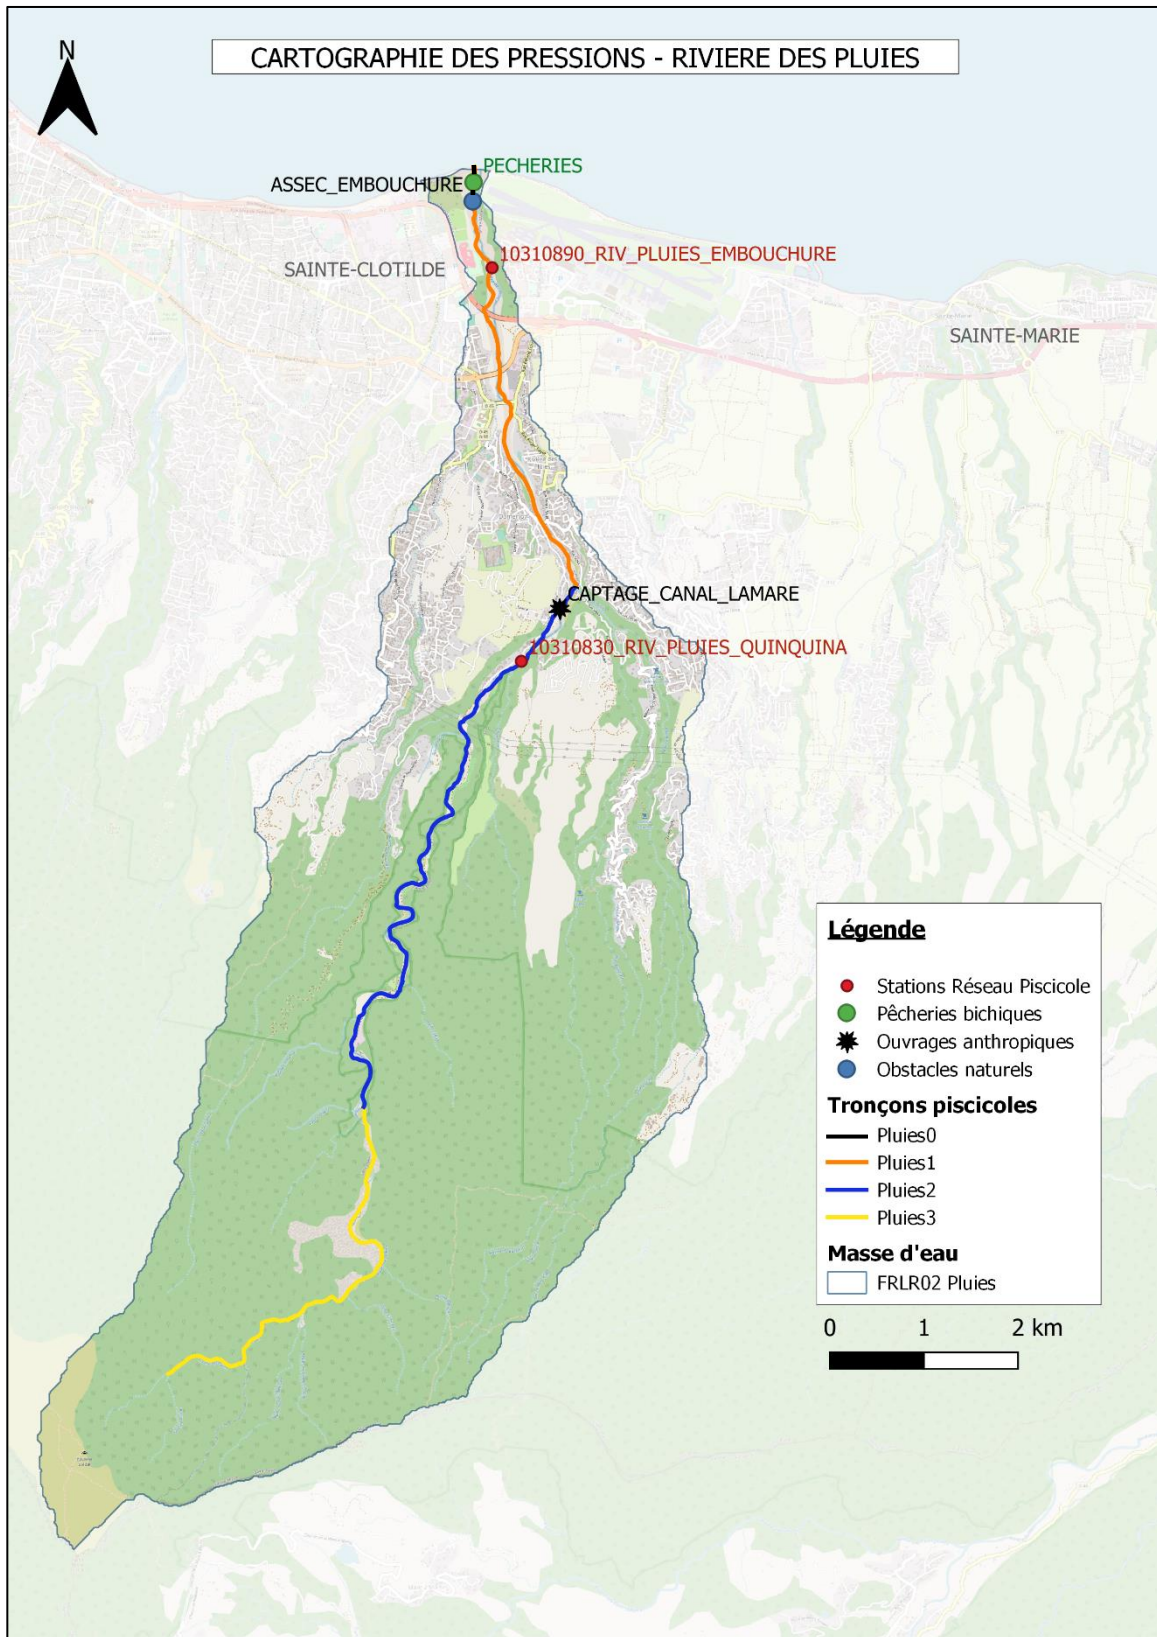 CARTOGRAPHIE DES PRESSIONS - RIVIERE DES PLUIES
N
PECHERIES
ASSEC_EMBOUCHURE
10310890_RIV_PLUIES_EMBOUCHURE
SAINTE-CLOTILDE
SAINTE-MARIE
CAPTAGE_CANAL_LAMARE
10310830_RIV_PLUIES_QUINQUINA
Légende
Stations Réseau Piscicole
Pêcheries bichiques
Ouvrages anthropiques
Obstacles naturels
Tronçons piscicoles
Pluies0
Pluies1
Pluies2
Pluies3
Masse d'eau
FRLR02 Pluies
0 1 2 km